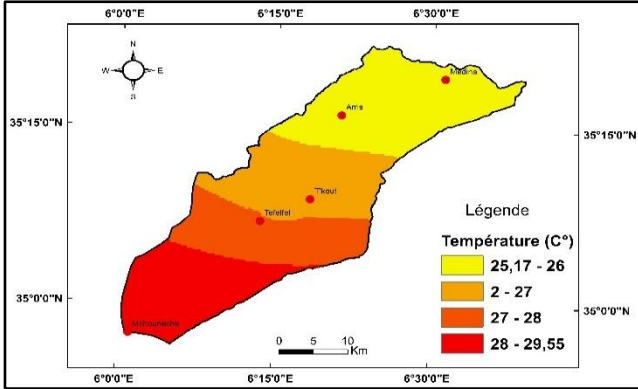 6°0'0"E 6°15'0"E 6°30'0"E
N
W E
S
Medina
Arris
35°15'0"N 35°15'0"N
T'kout
Tefelfel
Légende
Température (C°)
25,17 - 26
2 - 27
27 - 28
28 - 29,55
35°0'0"N 35°0'0"N
0 5 10
Km
6°0'0"E 6°15'0"E 6°30'0"E